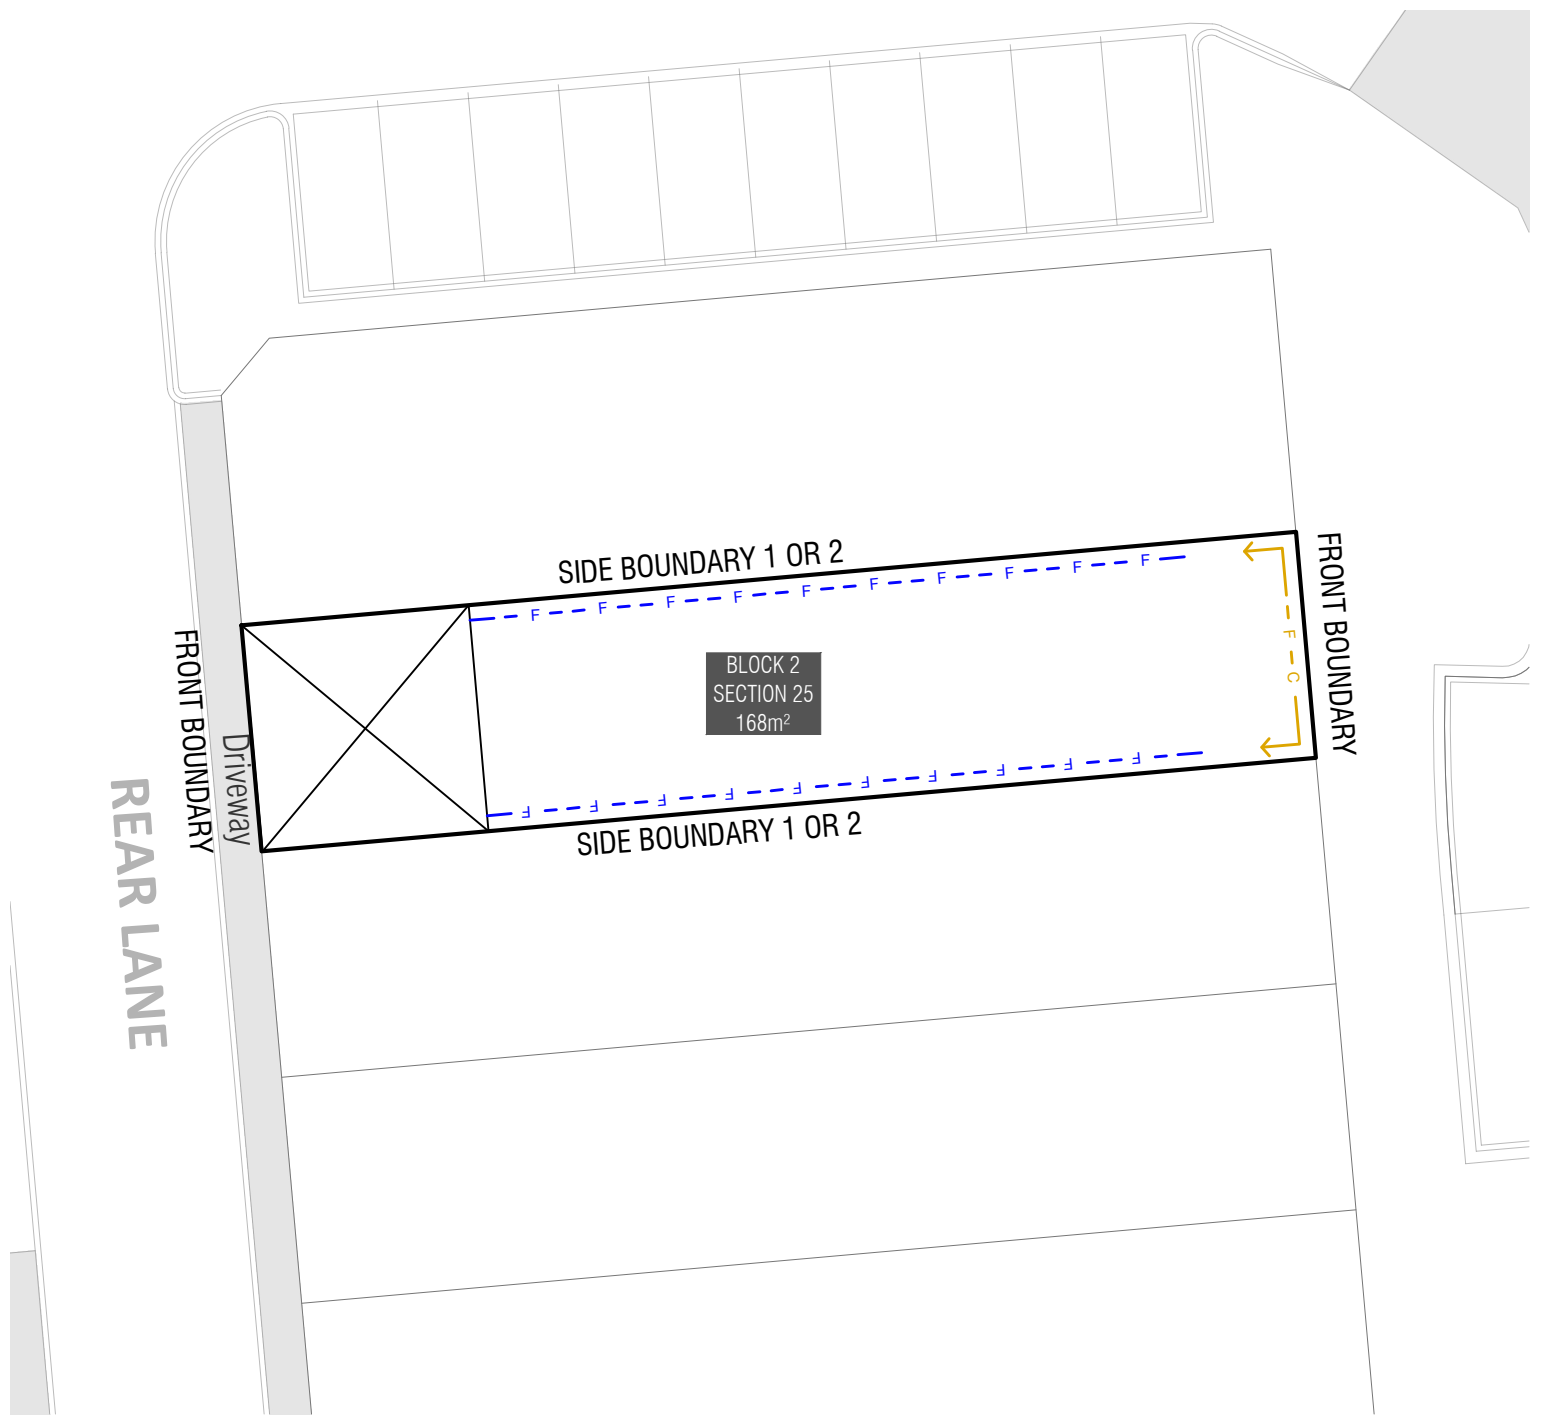 SIDE BOUNDARY 1 OR 2
F F F F F F F F F F
FRONT BOUNDARY
F
C
BLOCK 2
SECTION 25
168m²
FRONT BOUNDARY
Driveway
F F F F F F F F F F
SIDE BOUNDARY 1 OR 2
REAR LANE